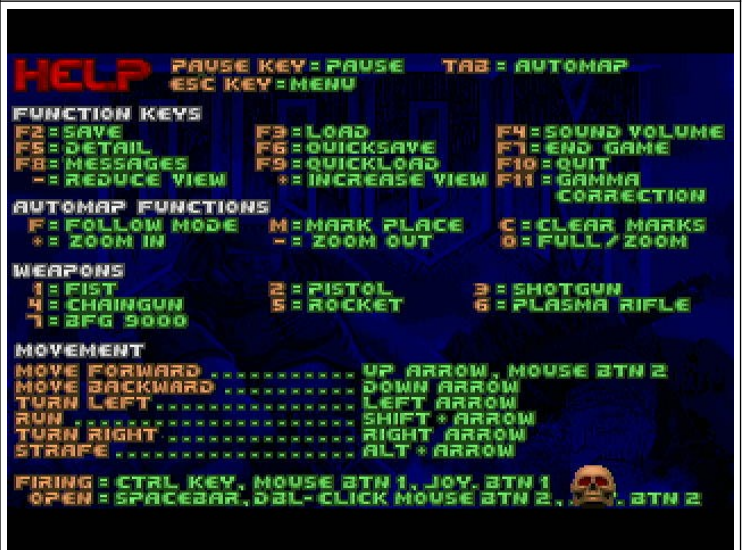 HELP PAUSE KEY = PAUSE TAB = AUTOMAP
ESC KEY = MENU
FUNCTION KEYS
F2 = SAVE F3 = LOAD F4 = SOUND VOLUME
F5 = DETAIL F6 = QUICKSAVE F7 = END GAME
F8 = MESSAGES F9 = QUICKLOAD F10 = QUIT
- = REDUCE VIEW + = INCREASE VIEW F11 = GAMMA
CORRECTION
AUTOMAP FUNCTIONS
F = FOLLOW MODE M = MARK PLACE C = CLEAR MARKS
+ = ZOOM IN - = ZOOM OUT 0 = FULL/ZOOM
WEAPONS
1 = FIST 2 = PISTOL 3 = SHOTGUN
4 = CHAINGUN 5 = ROCKET 6 = PLASMA RIFLE
7 = BFG 9000
MOVEMENT
MOVE FORWARD ........... UP ARROW, MOUSE BTN 2
MOVE BACKWARD .......... DOWN ARROW
TURN LEFT............... LEFT ARROW
RUN .................... SHIFT + ARROW
TURN RIGHT.............. RIGHT ARROW
STRAFE ................. ALT + ARROW
FIRING = CTRL KEY, MOUSE BTN 1, JOY. BTN 1
OPEN = SPACEBAR, DBL-CLICK MOUSE BTN 2, . BTN 2